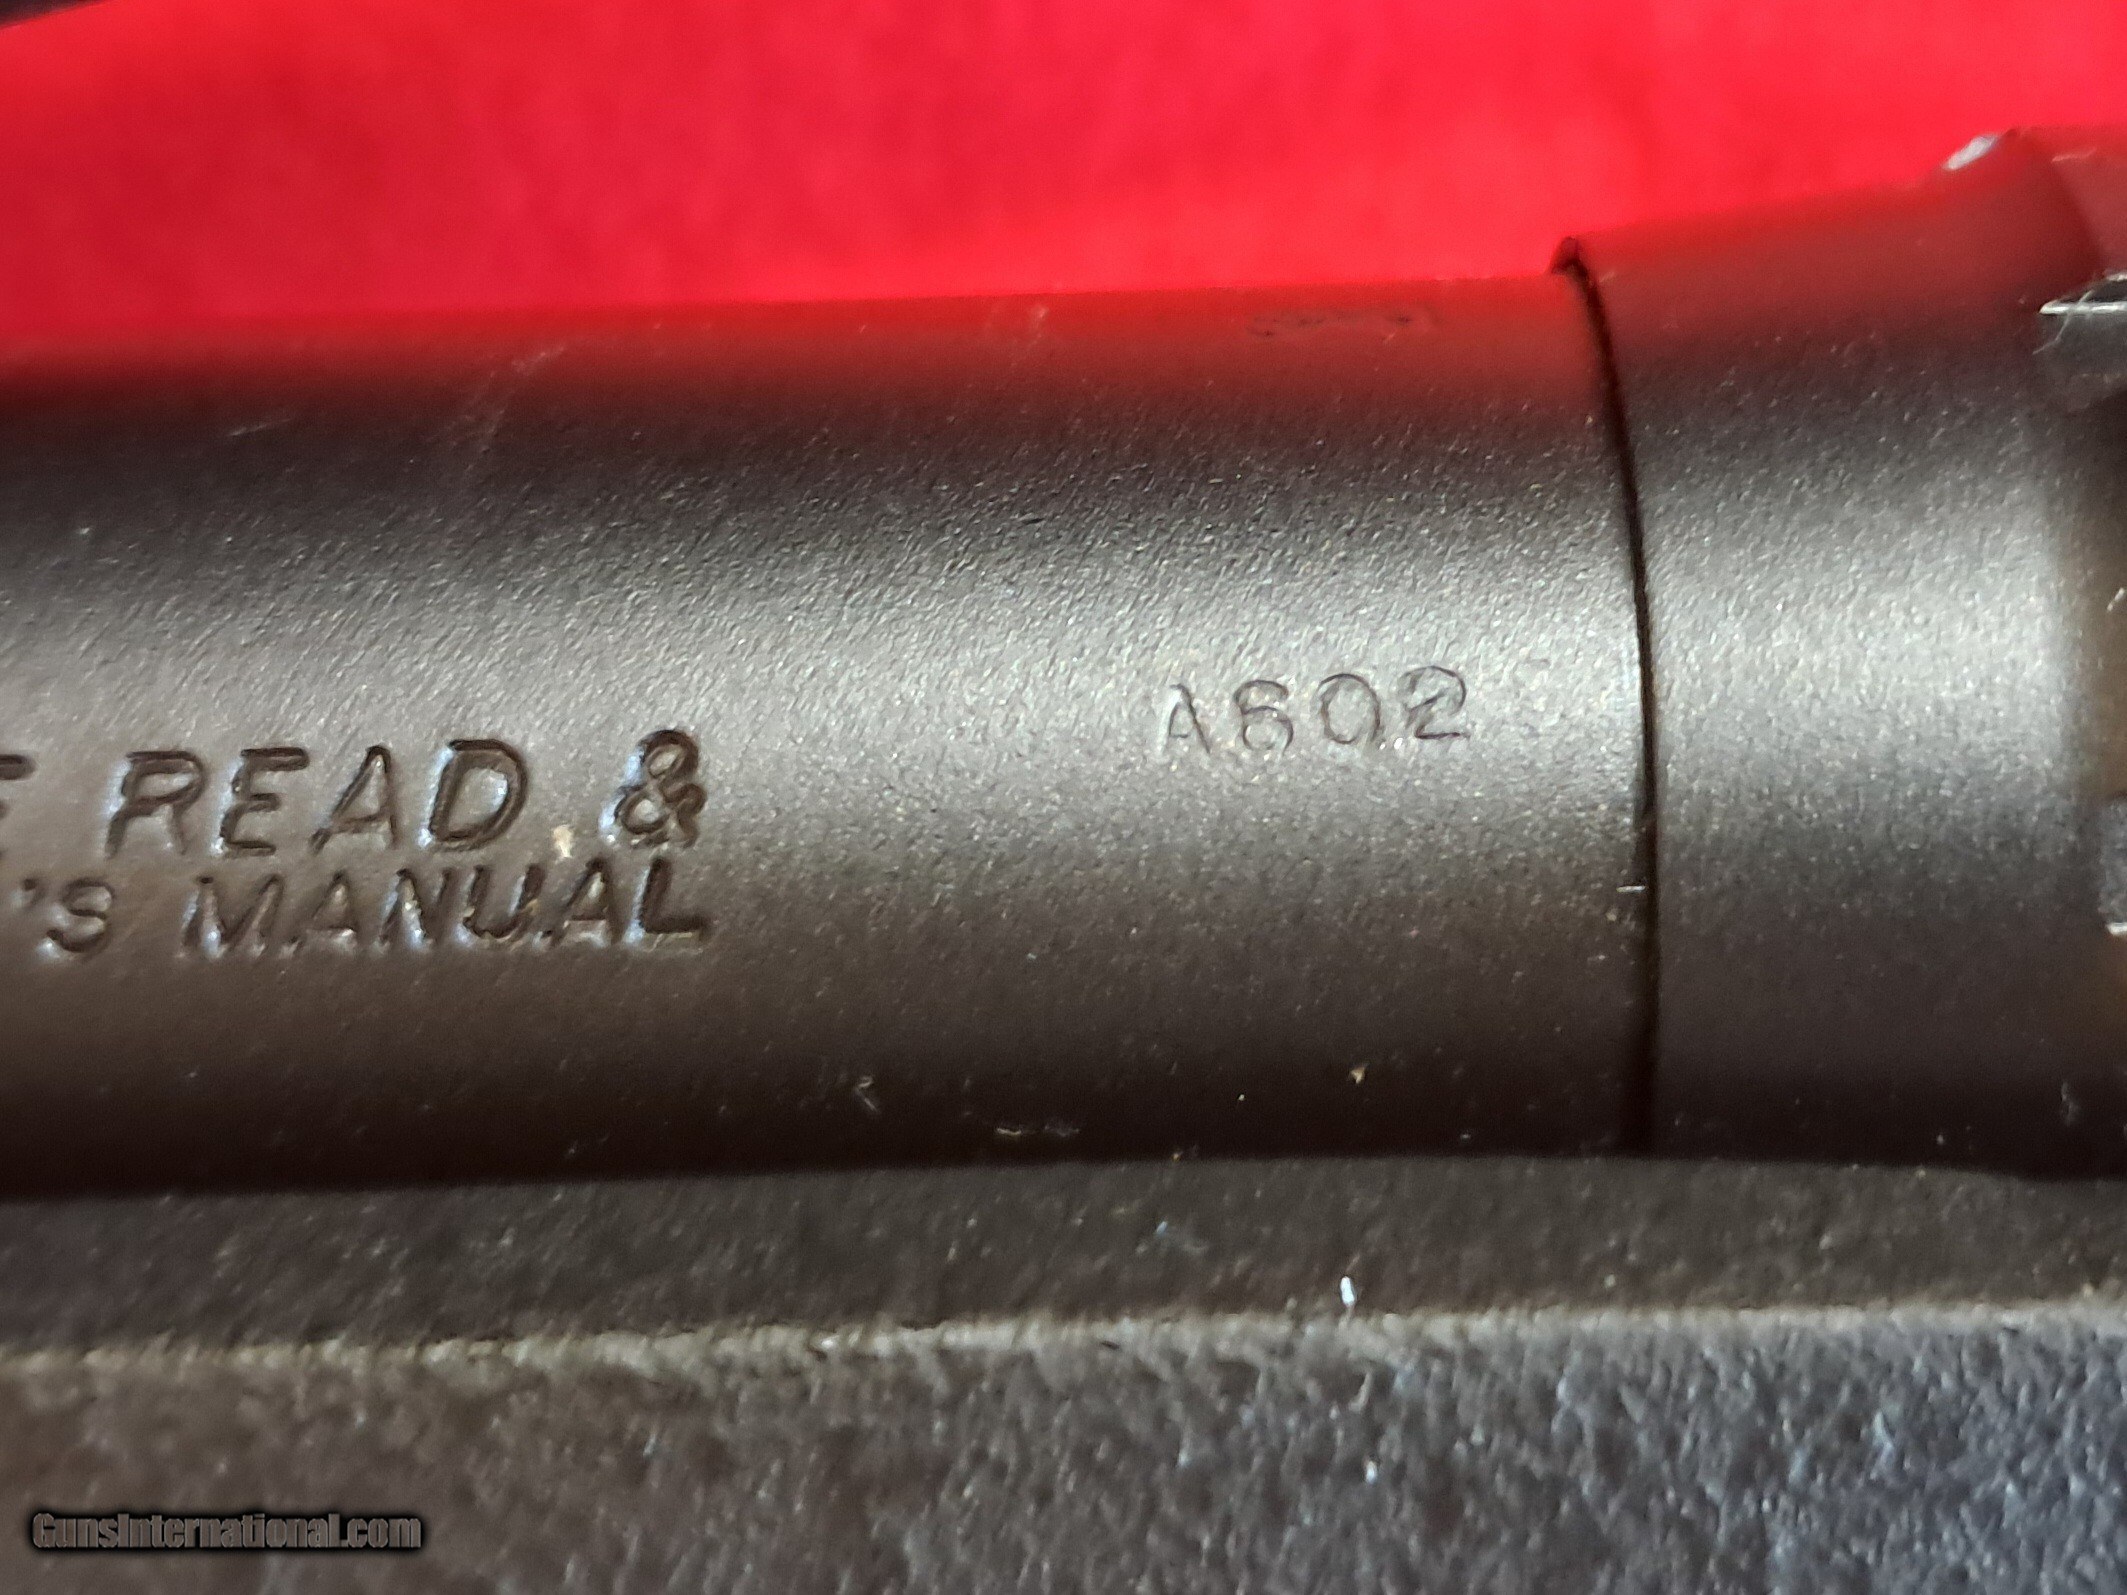 READ &
'S MANUAL
A602
GunsInternational.com